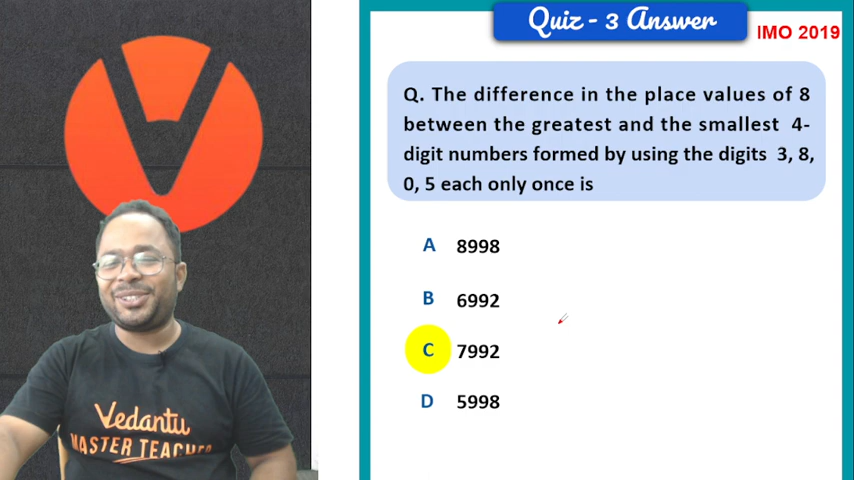 Quiz - 3 Answer
IMO 2019
Q. The difference in the place values of 8
between the greatest and the smallest 4-
digit numbers formed by using the digits 3, 8,
0, 5 each only once is
A 8998
B 6992
C 7992
D 5998
Vedantu
MASTER TEACHER